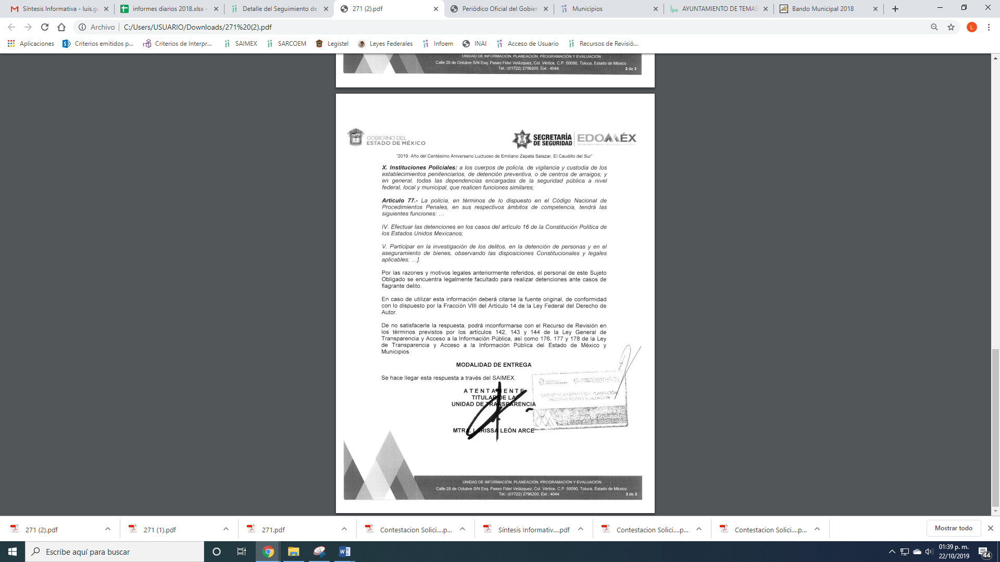 Síntesis Informativa - luis.gu
informes diarios 2018.xlsx -
Detalle del Seguimiento de
271 (2).pdf
Periódico Oficial del Gobier
Municipios
AYUNTAMIENTO DE TEMAS
Bando Municipal 2018
Archivo
C:/Users/USUARIO/Downloads/271%20(2).pdf
L
Aplicaciones
Criterios emitidos p...
Criterios de Interpr...
SAIMEX
SARCOEM
Legistel
Leyes Federales
Infoem
INAI
Acceso de Usuario
Recursos de Revisió...
UNIDAD DE INFORMACIÓN, PLANEACIÓN, PROGRAMACIÓN Y EVALUACIÓN
Calle 28 de Octubre S/N Esq. Paseo Fidel Velázquez, Col. Vértice, C.P. 50090, Toluca, Estado de México.
Tel.: (01722) 2796200, Ext.: 4044.
2 de 3
GOBIERNO DEL
ESTADO DE MÉXICO
SECRETARÍA
DE SEGURIDAD
EDOMÉX
"2019. Año del Centésimo Aniversario Luctuoso de Emiliano Zapata Salazar, El Caudillo del Sur"
X. Instituciones Policiales: a los cuerpos de policía, de vigilancia y custodia de los
establecimientos penitenciarios, de detención preventiva, o de centros de arraigos; y
en general, todas las dependencias encargadas de la seguridad pública a nivel
federal, local y municipal, que realicen funciones similares;
Artículo 77.- La policía, en términos de lo dispuesto en el Código Nacional de
Procedimientos Penales, en sus respectivos ámbitos de competencia, tendrá las
siguientes funciones: …
IV. Efectuar las detenciones en los casos del artículo 16 de la Constitución Política de
los Estados Unidos Mexicanos;
V. Participar en la investigación de los delitos, en la detención de personas y en el
aseguramiento de bienes, observando las disposiciones Constitucionales y legales
aplicables; …].
Por las razones y motivos legales anteriormente referidos, el personal de este Sujeto
Obligado se encuentra legalmente facultado para realizar detenciones ante casos de
flagrante delito.
En caso de utilizar esta información deberá citarse la fuente original, de conformidad
con lo dispuesto por la Fracción VIII del Artículo 14 de la Ley Federal del Derecho de
Autor.
De no satisfacerle la respuesta, podrá inconformarse con el Recurso de Revisión en
los términos previstos por los artículos 142, 143 y 144 de la Ley General de
Transparencia y Acceso a la Información Pública, así como 176, 177 y 178 de la Ley
de Transparencia y Acceso a la Información Pública del Estado de México y
Municipios.
MODALIDAD DE ENTREGA
Se hace llegar esta respuesta a través del SAIMEX.
A T E N T A M E N T E
TITULAR DE LA
UNIDAD DE TRANSPARENCIA
UNIDAD DE INFORMACIÓN, PLANEACIÓN,
PROGRAMACIÓN Y EVALUACIÓN
MTRA. LARISSA LEÓN ARCE
UNIDAD DE INFORMACIÓN, PLANEACIÓN, PROGRAMACIÓN Y EVALUACIÓN
Calle 28 de Octubre S/N Esq. Paseo Fidel Velázquez, Col. Vértice, C.P. 50090, Toluca, Estado de México.
Tel.: (01722) 2796200, Ext.: 4044.
3 de 3
271 (2).pdf
271 (1).pdf
271.pdf
Contestacion Solici....p...
Síntesis Informativ....pdf
Contestacion Solici....p...
Contestacion Solici....p...
Mostrar todo
Escribe aquí para buscar
01:39 p. m.
22/10/2019
44